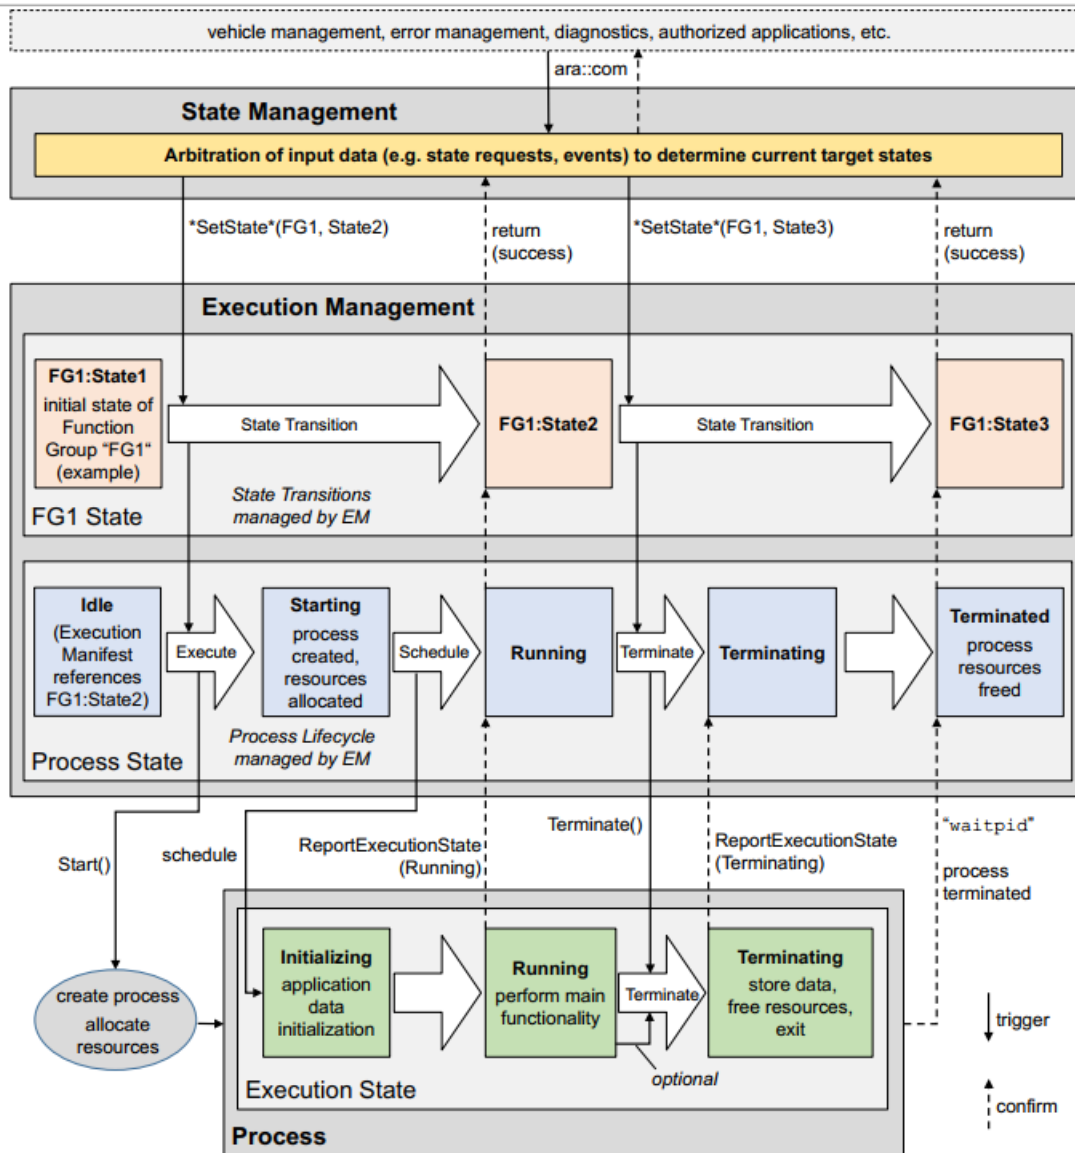 vehicle management, error management, diagnostics, authorized applications, etc.
ara::com
State Management
Arbitration of input data (e.g. state requests, events) to determine current target states
*SetState*(FG1, State2)
return
(success)
*SetState*(FG1, State3)
return
(success)
Execution Management
FG1:State1
initial state of
Function
Group “FG1“
(example)
State Transition
FG1:State2
State Transition
FG1:State3
State Transitions
managed by EM
FG1 State
Idle
(Execution
Manifest
references
FG1:State2)
Execute
Starting
process
created,
resources
allocated
Schedule
Running
Terminate
Terminating
Terminated
process
resources
freed
Process Lifecycle
managed by EM
Process State
Start()
schedule
ReportExecutionState
(Running)
Terminate()
ReportExecutionState
(Terminating)
“waitpid”
process
terminated
create process
allocate
resources
Initializing
application
data
initialization
Running
perform main
functionality
Terminate
Terminating
store data,
free resources,
exit
optional
Execution State
Process
trigger
confirm